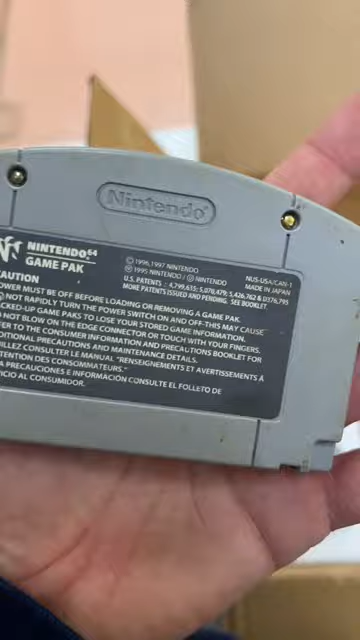 Nintendo
NINTENDO 64
GAME PAK
© 1996, 1997 NINTENDO
© 1995 NINTENDO / © NINTENDO
NUS-USA/CAN-1
MADE IN JAPAN
U.S. PATENTS : 4,799,635; 5,070,479; 5,426,762 & D376,795
MORE PATENTS ISSUED AND PENDING. SEE BOOKLET.
CAUTION
POWER MUST BE OFF BEFORE LOADING OR REMOVING A GAME PAK.
DO NOT RAPIDLY TURN THE POWER SWITCH ON AND OFF-THIS MAY CAUSE
BACKED-UP GAME PAKS TO LOSE YOUR STORED GAME INFORMATION.
DO NOT BLOW ON THE EDGE CONNECTOR OR TOUCH WITH YOUR FINGERS.
REFER TO THE CONSUMER INFORMATION AND PRECAUTIONS BOOKLET FOR
ADDITIONAL PRECAUTIONS AND MAINTENANCE DETAILS.
VEUILLEZ CONSULTER LE MANUAL "RENSEIGNEMENTS ET AVERTISSEMENTS À
L'ATTENTION DES CONSOMMATEURS."
PRECAUCIONES E INFORMACIÓN CONSULTE EL FOLLETO DE
SERVICIO AL CONSUMIDOR.